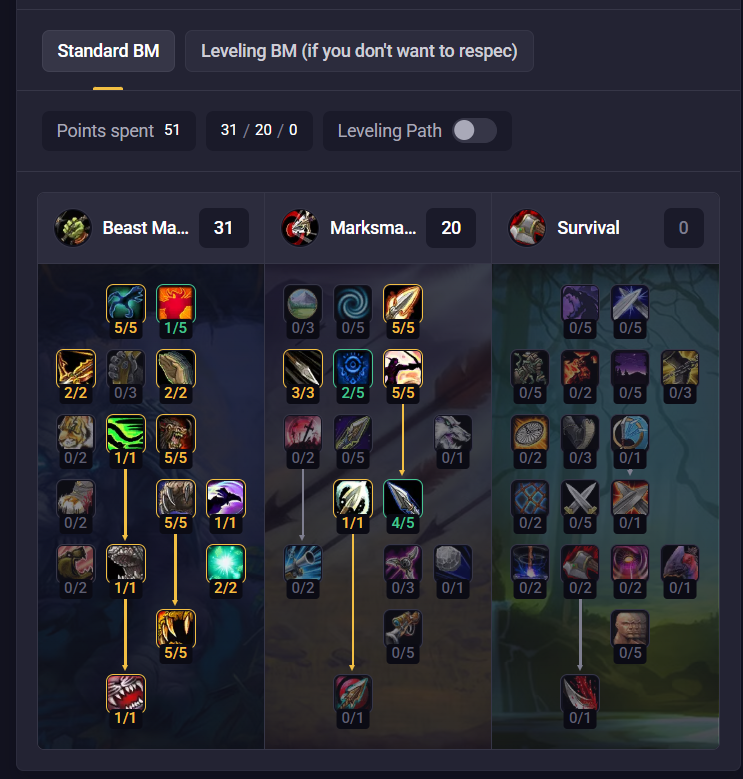 Standard BM Leveling BM (if you don't want to respec)
Points spent 51 31 / 20 / 0 Leveling Path
Beast Ma... 31 Marksma... 20 Survival 0
5/5 1/5 0/3 0/5 5/5 0/5 0/5
2/2 0/3 2/2 3/3 2/5 5/5 0/5 0/2 0/5 0/3
0/2 1/1 5/5 0/2 0/5 0/1 0/2 0/3 0/1
0/2 5/5 1/1 1/1 4/5 0/2 0/5 0/1
0/2 1/1 2/2 0/2 0/3 0/1 0/2 0/2 0/2 0/1
5/5 0/5 0/5
1/1 0/1 0/1